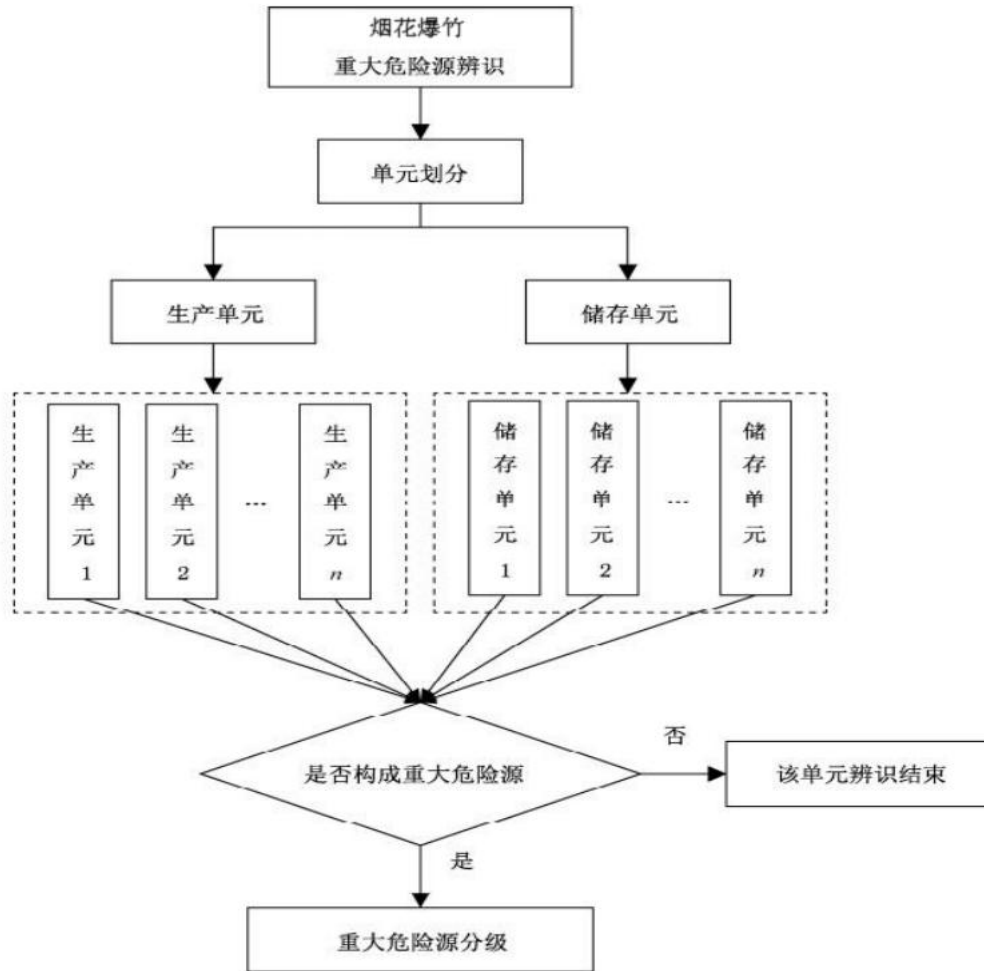 烟花爆竹
重大危险源辨识
单元划分
生产单元
储存单元
生产单元1
生产单元2
...
生产单元n
储存单元1
储存单元2
...
储存单元n
是否构成重大危险源
否
该单元辨识结束
是
重大危险源分级